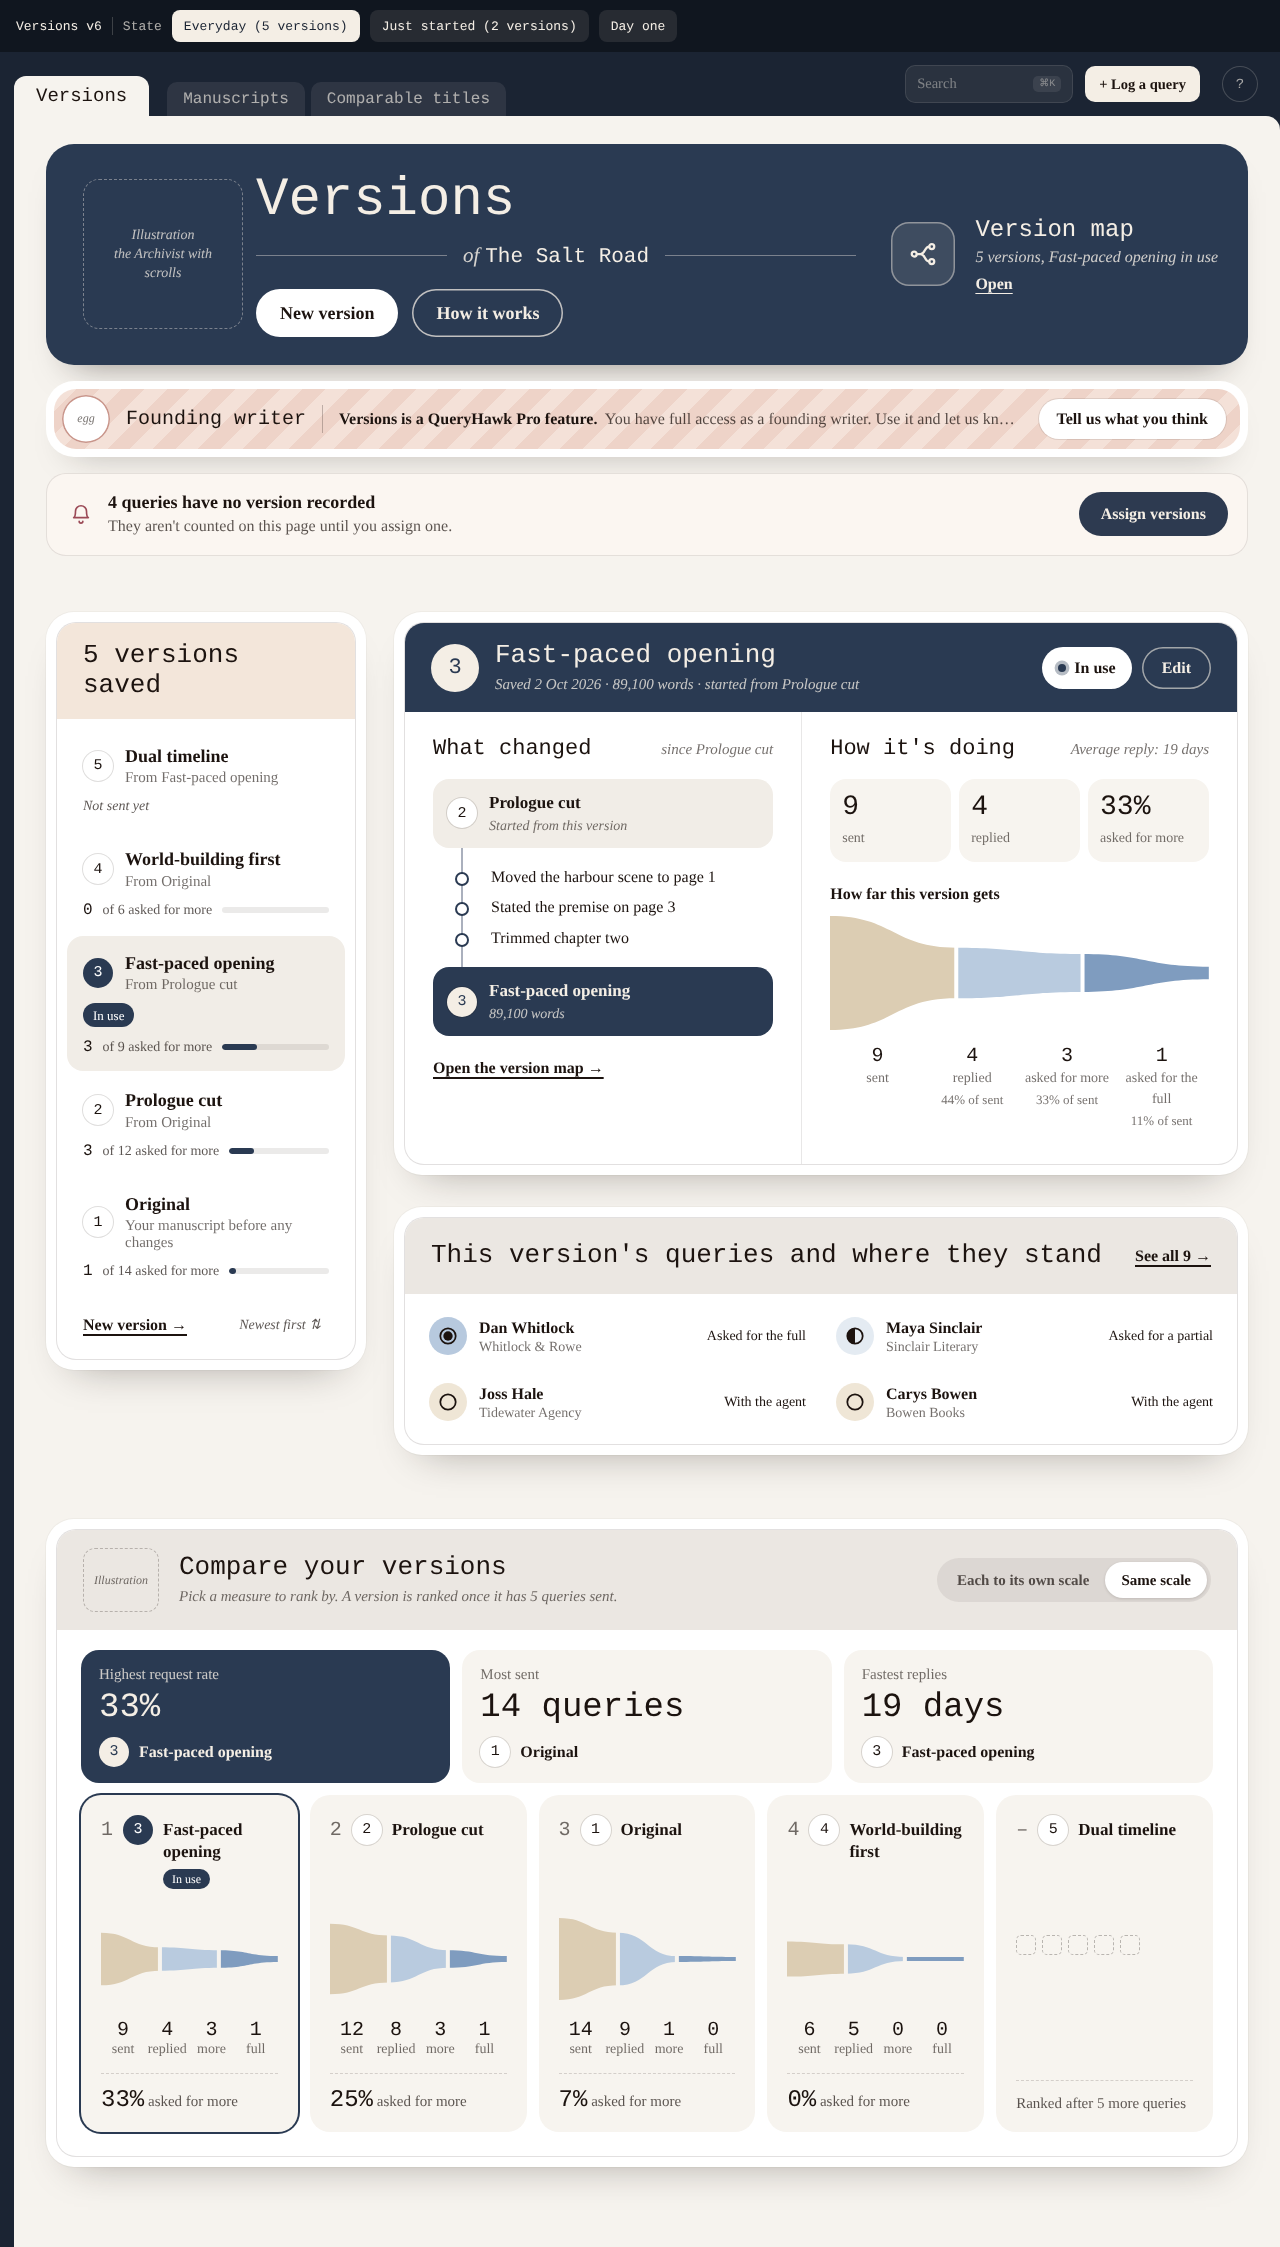 Versions v6
State
Everyday (5 versions)
Just started (2 versions)
Day one
Versions
Manuscripts
Comparable titles
Search
⌘K
+ Log a query
?
Illustration
the Archivist with
scrolls
Versions
of The Salt Road
New version
How it works
Version map
5 versions, Fast-paced opening in use
Open
egg
Founding writer
Versions is a QueryHawk Pro feature. You have full access as a founding writer. Use it and let us kn…
Tell us what you think
4 queries have no version recorded
They aren't counted on this page until you assign one.
Assign versions
5 versions
saved
5
Dual timeline
From Fast-paced opening
Not sent yet
4
World-building first
From Original
0 of 6 asked for more
3
Fast-paced opening
From Prologue cut
In use
3 of 9 asked for more
2
Prologue cut
From Original
3 of 12 asked for more
1
Original
Your manuscript before any
changes
1 of 14 asked for more
New version →
Newest first ⇅
3
Fast-paced opening
Saved 2 Oct 2026 · 89,100 words · started from Prologue cut
In use
Edit
What changed
since Prologue cut
2
Prologue cut
Started from this version
Moved the harbour scene to page 1
Stated the premise on page 3
Trimmed chapter two
3
Fast-paced opening
89,100 words
Open the version map →
How it's doing
Average reply: 19 days
9
sent
4
replied
33%
asked for more
How far this version gets
9
sent
4
replied
44% of sent
3
asked for more
33% of sent
1
asked for the
full
11% of sent
This version's queries and where they stand
See all 9 →
Dan Whitlock
Whitlock & Rowe
Asked for the full
Maya Sinclair
Sinclair Literary
Asked for a partial
Joss Hale
Tidewater Agency
With the agent
Carys Bowen
Bowen Books
With the agent
Illustration
Compare your versions
Pick a measure to rank by. A version is ranked once it has 5 queries sent.
Each to its own scale
Same scale
Highest request rate
33%
3 Fast-paced opening
Most sent
14 queries
1 Original
Fastest replies
19 days
3 Fast-paced opening
1 3 Fast-paced
opening
In use
9 4 3 1
sent replied more full
33% asked for more
2 2 Prologue cut
12 8 3 1
sent replied more full
25% asked for more
3 1 Original
14 9 1 0
sent replied more full
7% asked for more
4 4 World-building
first
6 5 0 0
sent replied more full
0% asked for more
– 5 Dual timeline
Ranked after 5 more queries